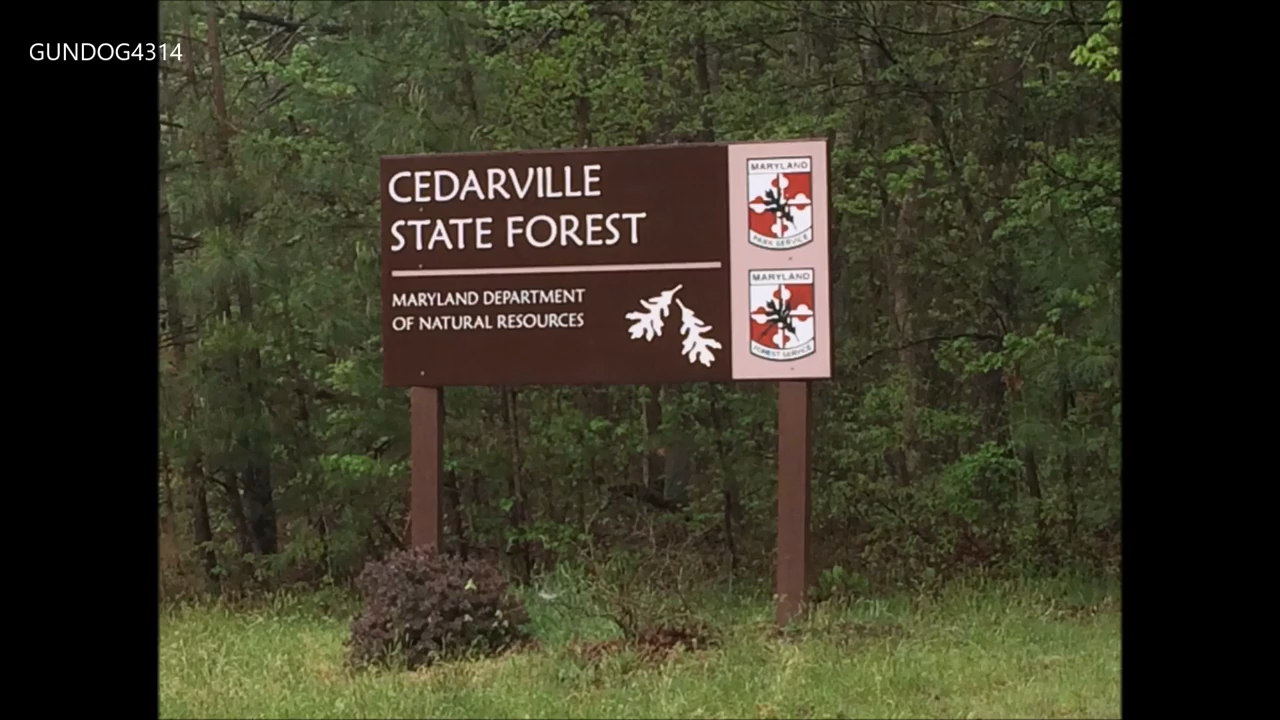 GUNDOG4314
CEDARVILLE
STATE FOREST
MARYLAND DEPARTMENT
OF NATURAL RESOURCES
MARYLAND
PARK SERVICE
MARYLAND
FOREST SERVICE